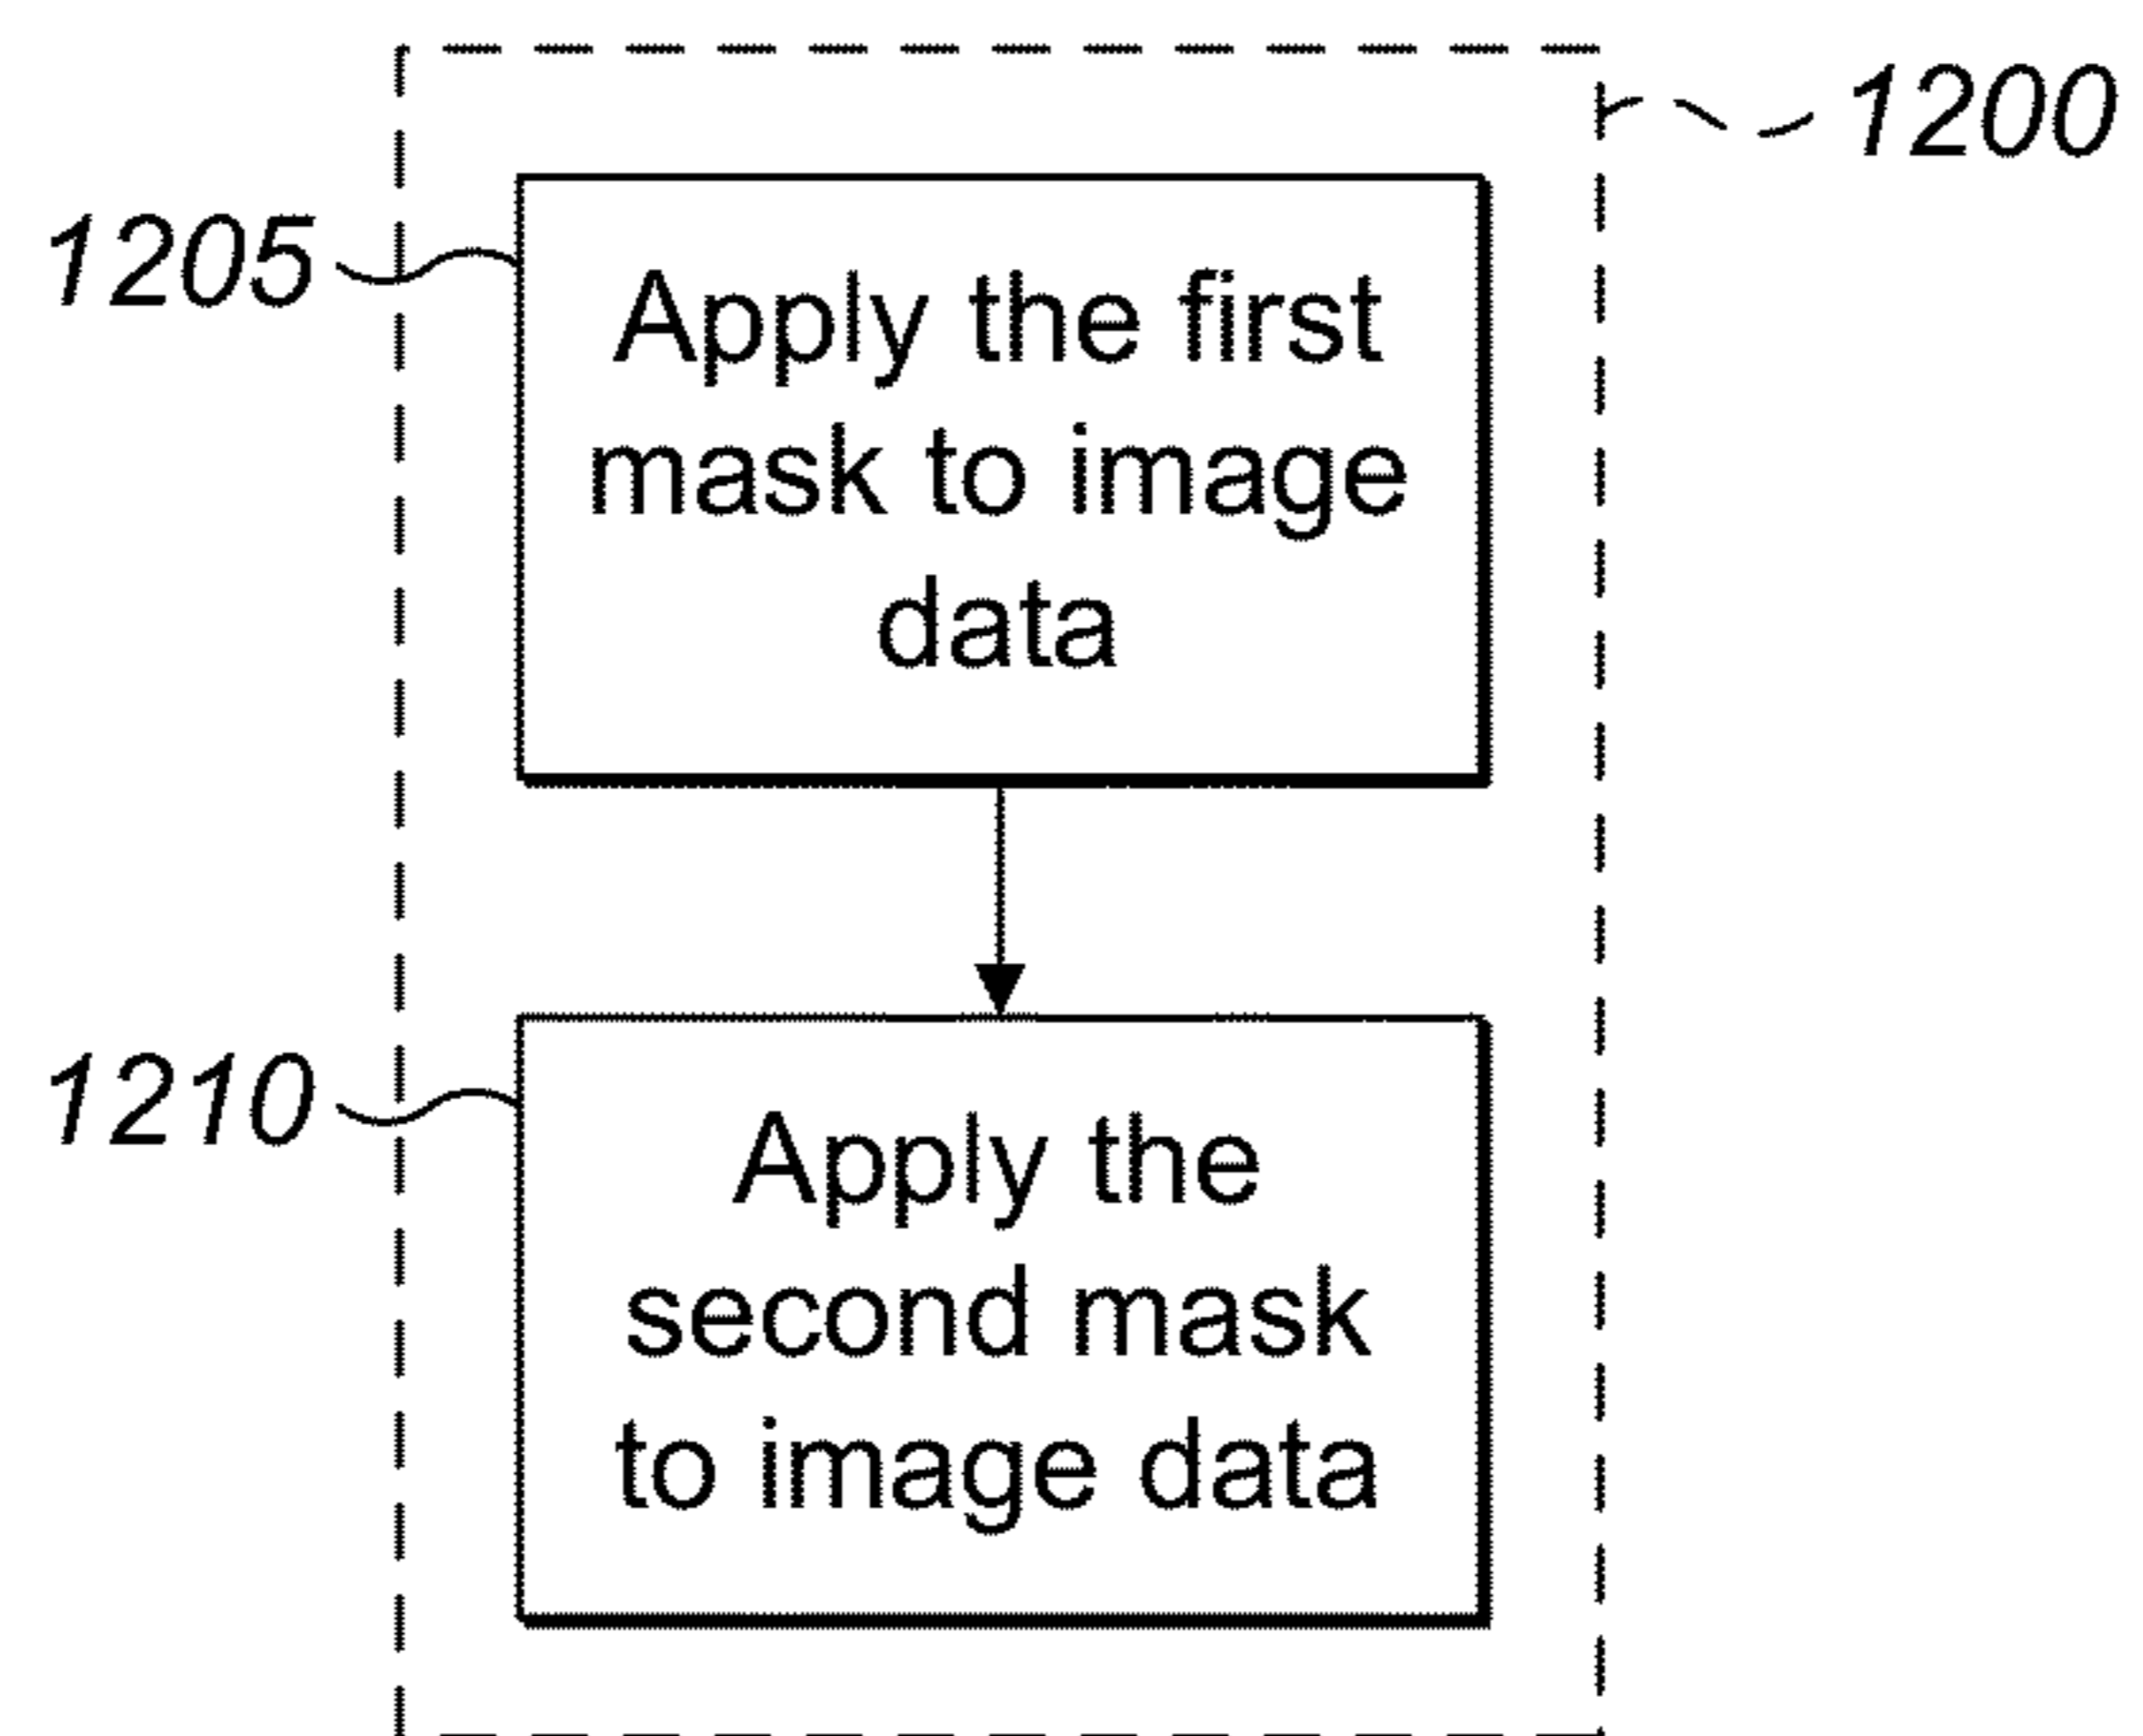 1200
1205
Apply the first
mask to image
data
1210
Apply the
second mask
to image data